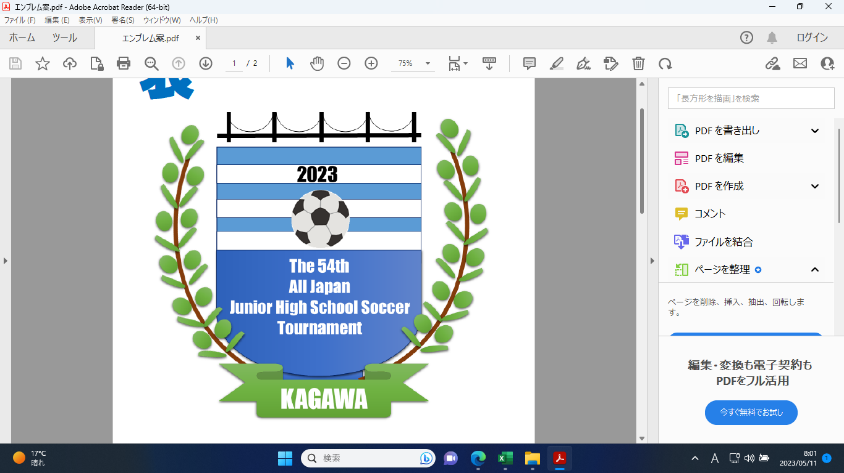 エンブレム案.pdf - Adobe Acrobat Reader (64-bit)
ファイル(F) 編集(E) 表示(V) 署名(S) ウィンドウ(W) ヘルプ(H)
ホーム ツール エンブレム案.pdf × ログイン
1 / 2 75%
2023
The 54th
All Japan
Junior High School Soccer
Tournament
KAGAWA
「長方形を描画」を検索
PDF を書き出し
PDF を編集
PDF を作成
コメント
ファイルを結合
ページを整理
ページを削除、挿入、抽出、回転しま
す。
編集・変換も電子契約も
PDFをフル活用
今すぐ無料でお試し
17°C
晴れ
検索
A
8:01
2023/05/11